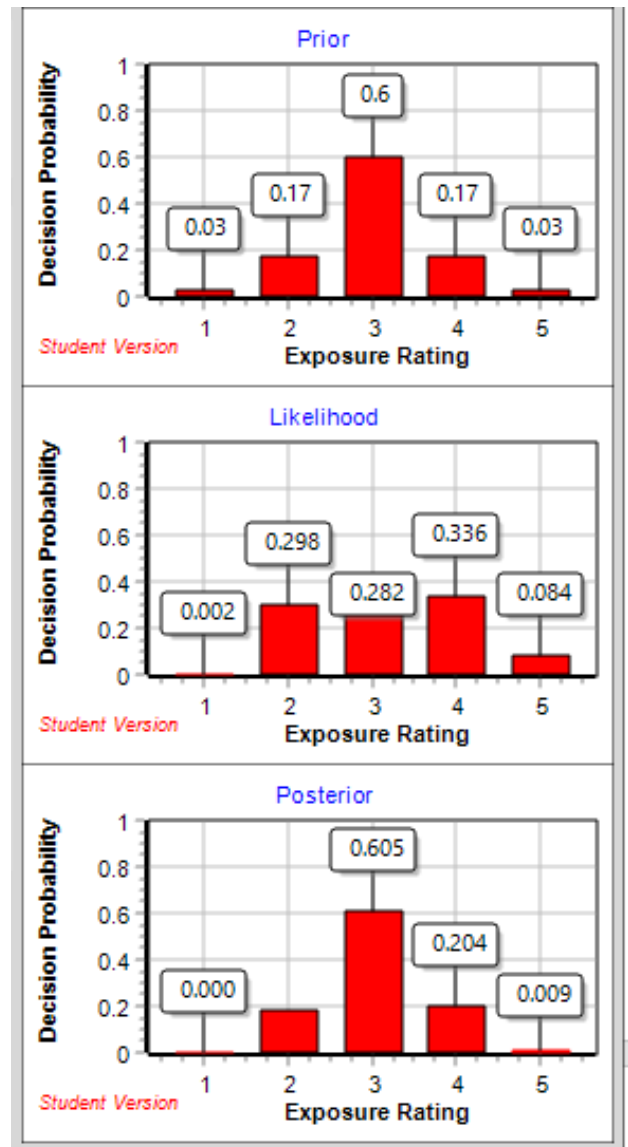 Prior
Decision Probability
1
0.8
0.6
0.4
0.2
0
0.03
0.17
0.6
0.17
0.03
1 2 3 4 5
Student Version
Exposure Rating
Likelihood
Decision Probability
1
0.8
0.6
0.4
0.2
0
0.002
0.298
0.282
0.336
0.084
1 2 3 4 5
Student Version
Exposure Rating
Posterior
Decision Probability
1
0.8
0.6
0.4
0.2
0
0.000
0.605
0.204
0.009
1 2 3 4 5
Student Version
Exposure Rating